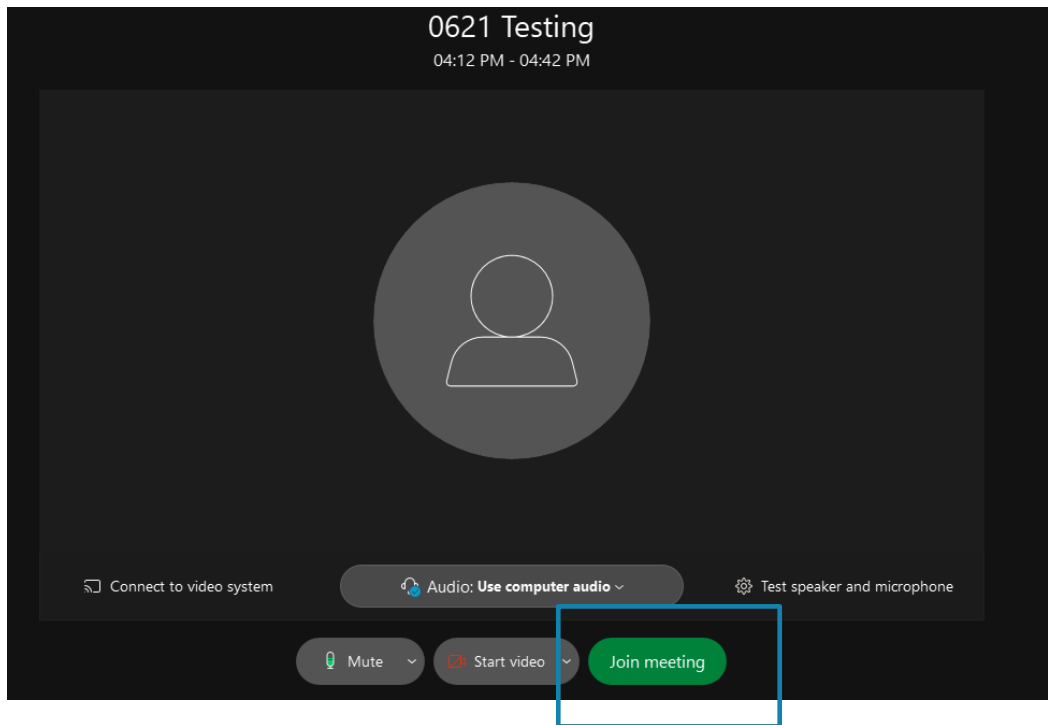 0621 Testing
04:12 PM - 04:42 PM
Connect to video system
Audio: Use computer audio
Test speaker and microphone
Mute
Start video
Join meeting